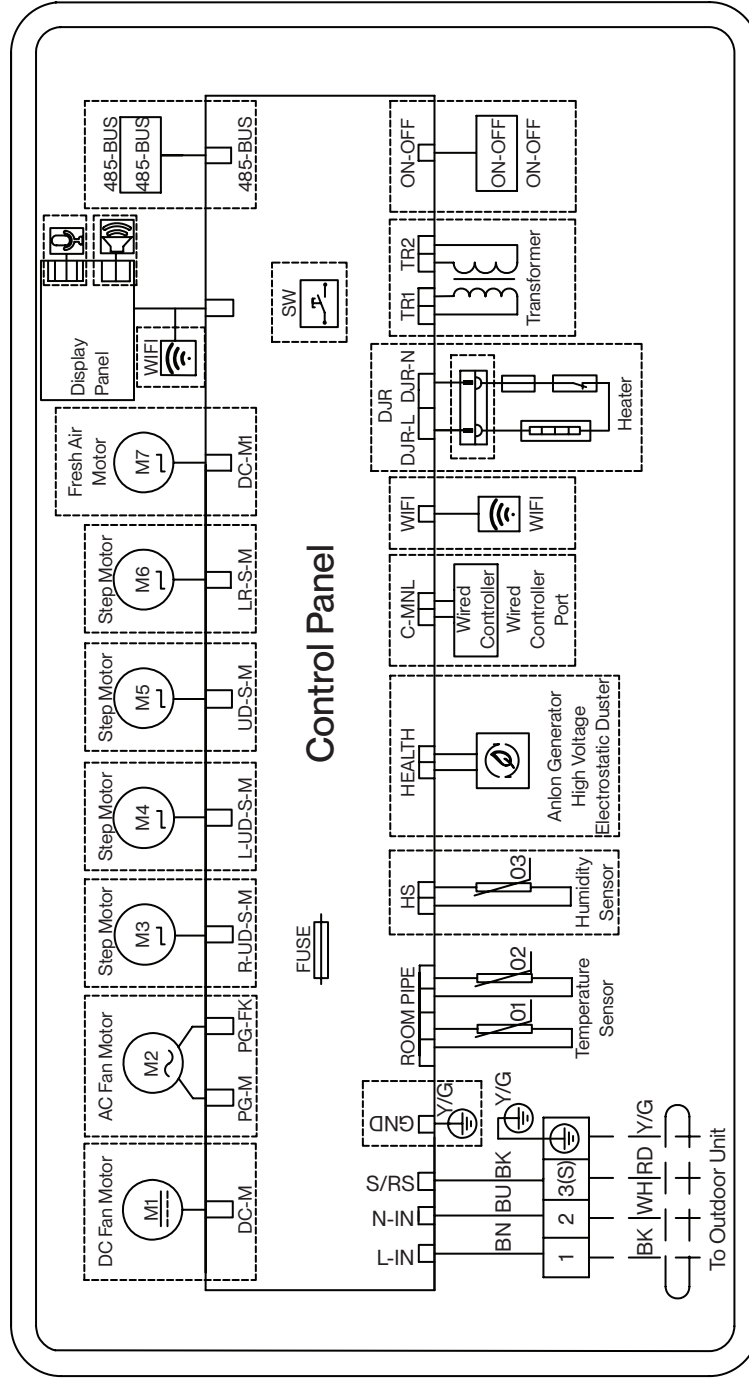 DC Fan Motor
M1
DC-M
AC Fan Motor
M2
PG-M
PG-FK
Step Motor
M3
R-UD-S-M
Step Motor
M4
L-UD-S-M
Step Motor
M5
UD-S-M
Step Motor
M6
LR-S-M
Fresh Air
Motor
M7
DC-M1
Display
Panel
WIFI
485-BUS
485-BUS
485-BUS
FUSE
Control Panel
SW
L-IN
N-IN
S/RS
GND
Y/G
BN
BU
BK
Y/G
1
2
3(S)
BK
WH
RD
Y/G
To Outdoor Unit
ROOM
PIPE
01
02
Temperature
Sensor
HS
03
Humidity
Sensor
HEALTH
Anlon Generator
High Voltage
Electrostatic Duster
C-MNL
Wired
Controller
Wired
Controller
Port
WIFI
WIFI
DJR
DJR-L
DJR-N
Heater
TR1
TR2
Transformer
ON-OFF
ON-OFF
ON-OFF